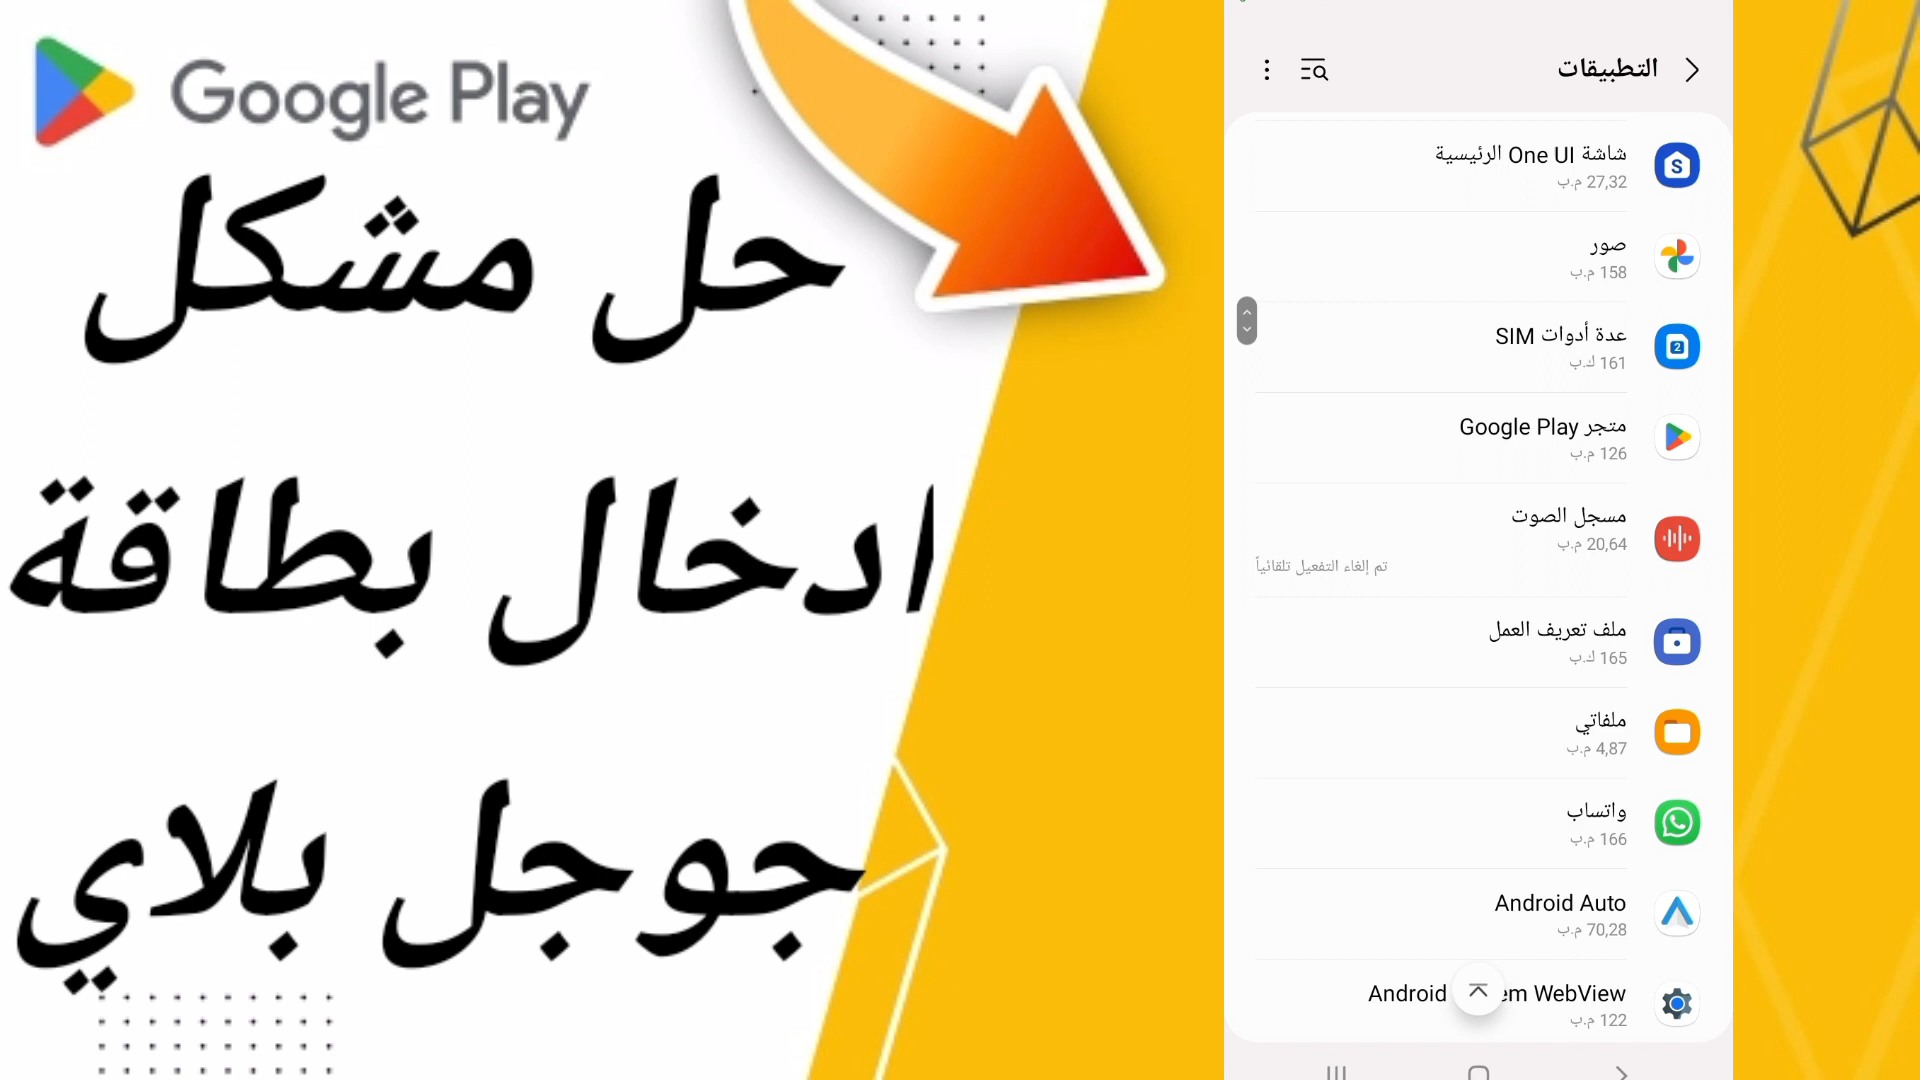 Google Play
حل مشكل
ادخال بطاقة
جوجل بلاي
التطبيقات
شاشة One UI الرئيسية
27,32 م.ب
صور
158 م.ب
عدة أدوات SIM
161 ك.ب
متجر Google Play
126 م.ب
مسجل الصوت
20,64 م.ب
تم إلغاء التفعيل تلقائياً
ملف تعريف العمل
165 ك.ب
ملفاتي
4,87 م.ب
واتساب
166 م.ب
Android Auto
70,28 م.ب
Android em WebView
122 م.ب